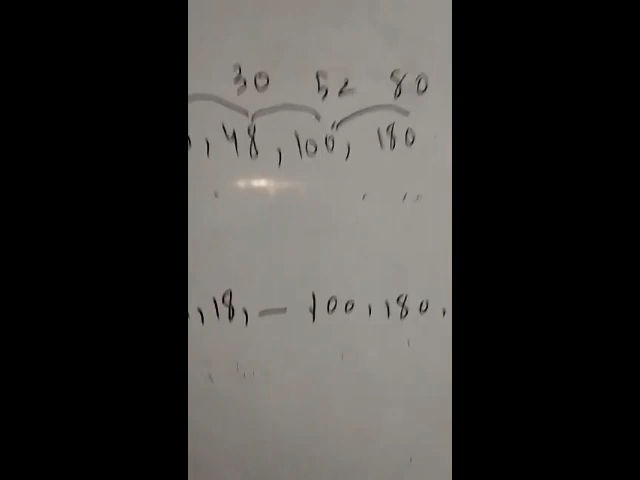 30 52 80
, 48, 100, 180
, 18, – 100, 180,